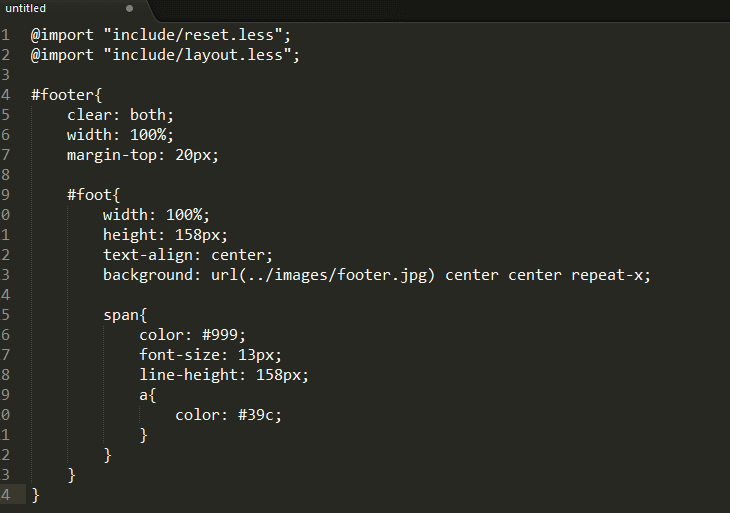 untitled
1 @import "include/reset.less";
2 @import "include/layout.less";
3
4 #footer{
5     clear: both;
6     width: 100%;
7     margin-top: 20px;
8
9     #foot{
0         width: 100%;
1         height: 158px;
2         text-align: center;
3         background: url(../images/footer.jpg) center center repeat-x;
4
5         span{
6             color: #999;
7             font-size: 13px;
8             line-height: 158px;
9             a{
0                 color: #39c;
1             }
2         }
3     }
4 }